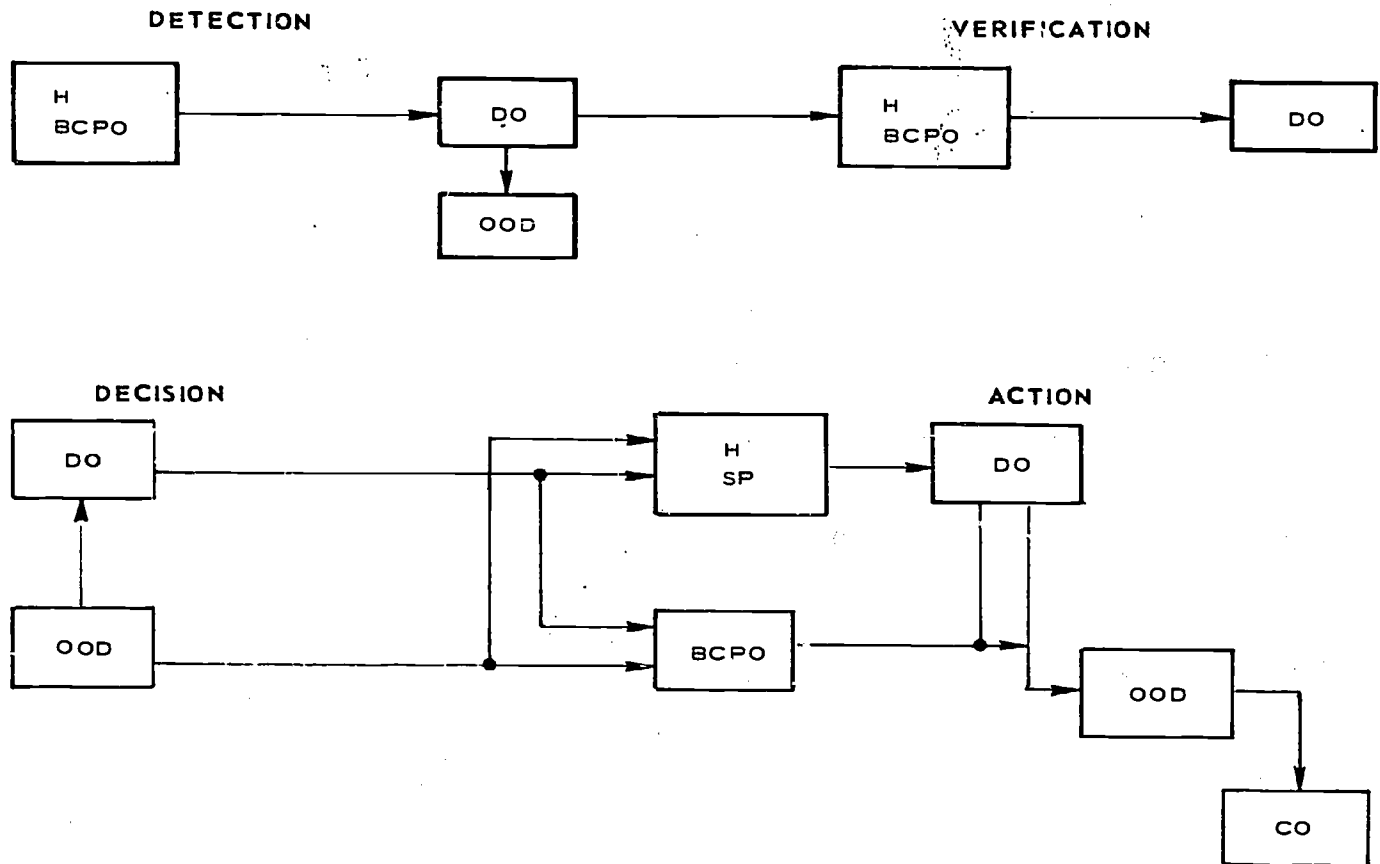 DETECTION
VERIFICATION
H
BCPO
DO
H
BCPO
DO
OOD
DECISION
ACTION
DO
H
SP
DO
OOD
BCPO
OOD
CO